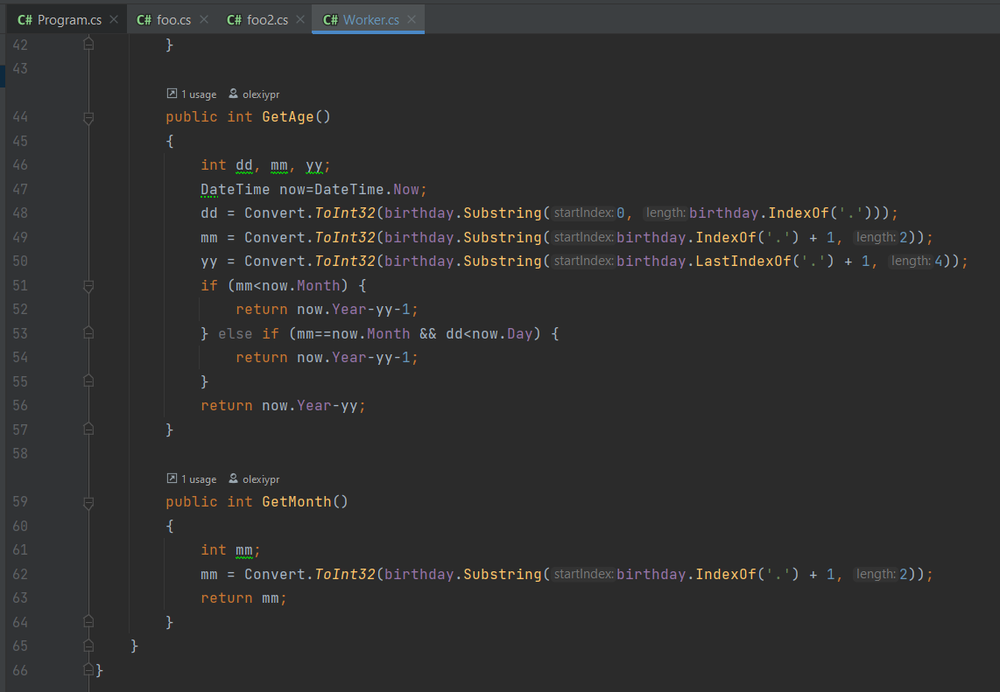 C# Program.cs × C# foo.cs × C# foo2.cs × C# Worker.cs ×
42 }
43
1 usage olexiypr
44 public int GetAge()
45 {
46 int dd, mm, yy;
47 DateTime now=DateTime.Now;
48 dd = Convert.ToInt32(birthday.Substring(startIndex:0, length:birthday.IndexOf('.')));
49 mm = Convert.ToInt32(birthday.Substring(startIndex:birthday.IndexOf('.') + 1, length:2));
50 yy = Convert.ToInt32(birthday.Substring(startIndex:birthday.LastIndexOf('.') + 1, length:4));
51 if (mm<now.Month) {
52 return now.Year-yy-1;
53 } else if (mm==now.Month && dd<now.Day) {
54 return now.Year-yy-1;
55 }
56 return now.Year-yy;
57 }
58
1 usage olexiypr
59 public int GetMonth()
60 {
61 int mm;
62 mm = Convert.ToInt32(birthday.Substring(startIndex:birthday.IndexOf('.') + 1, length:2));
63 return mm;
64 }
65 }
66 }